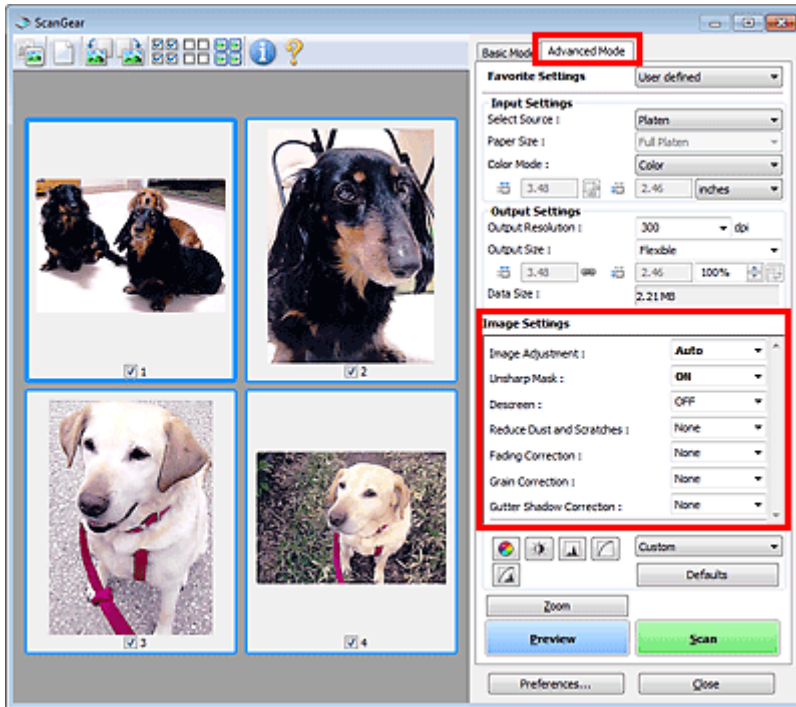 ScanGear
Basic Mode Advanced Mode
Favorite Settings User defined
Input Settings
Select Source : Platen
Paper Size : Full Platen
Color Mode : Color
3.48 2.46 inches
Output Settings
Output Resolution : 300 dpi
Output Size : Flexible
3.48 2.46 100%
Data Size : 2.21 MB
Image Settings
Image Adjustment : Auto
Unsharp Mask : ON
Descreen : OFF
Reduce Dust and Scratches : None
Fading Correction : None
Grain Correction : None
Gutter Shadow Correction : None
Custom
Defaults
Zoom
Preview Scan
Preferences... Close
1
2
3
4